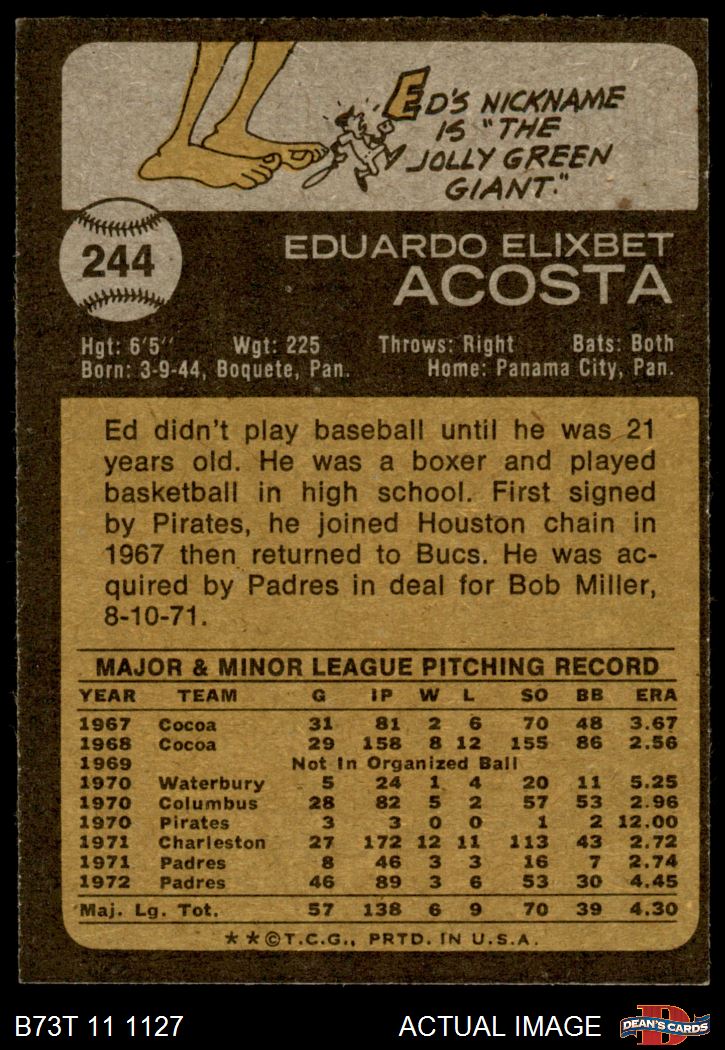 ED'S NICKNAME
IS "THE
JOLLY GREEN
GIANT."
244
EDUARDO ELIXBET
ACOSTA
Hgt: 6'5" Wgt: 225 Throws: Right Bats: Both
Born: 3-9-44, Boquete, Pan. Home: Panama City, Pan.
Ed didn't play baseball until he was 21
years old. He was a boxer and played
basketball in high school. First signed
by Pirates, he joined Houston chain in
1967 then returned to Bucs. He was ac-
quired by Padres in deal for Bob Miller,
8-10-71.
MAJOR & MINOR LEAGUE PITCHING RECORD
YEAR TEAM G IP W L SO BB ERA
1967 Cocoa 31 81 2 6 70 48 3.67
1968 Cocoa 29 158 8 12 155 86 2.56
1969 Not In Organized Ball
1970 Waterbury 5 24 1 4 20 11 5.25
1970 Columbus 28 82 5 2 57 53 2.96
1970 Pirates 3 3 0 0 1 2 12.00
1971 Charleston 27 172 12 11 113 43 2.72
1971 Padres 8 46 3 3 16 7 2.74
1972 Padres 46 89 3 6 53 30 4.45
Maj. Lg. Tot. 57 138 6 9 70 39 4.30
★★©T.C.G., PRTD. IN U.S.A.
B73T 11 1127 ACTUAL IMAGE D DEAN'S CARDS